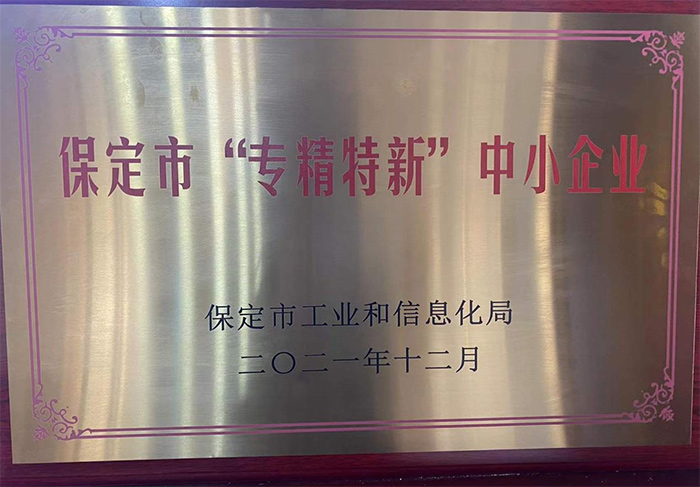 保定市“专精特新”中小企业
保定市工业和信息化局
二〇二一年十二月